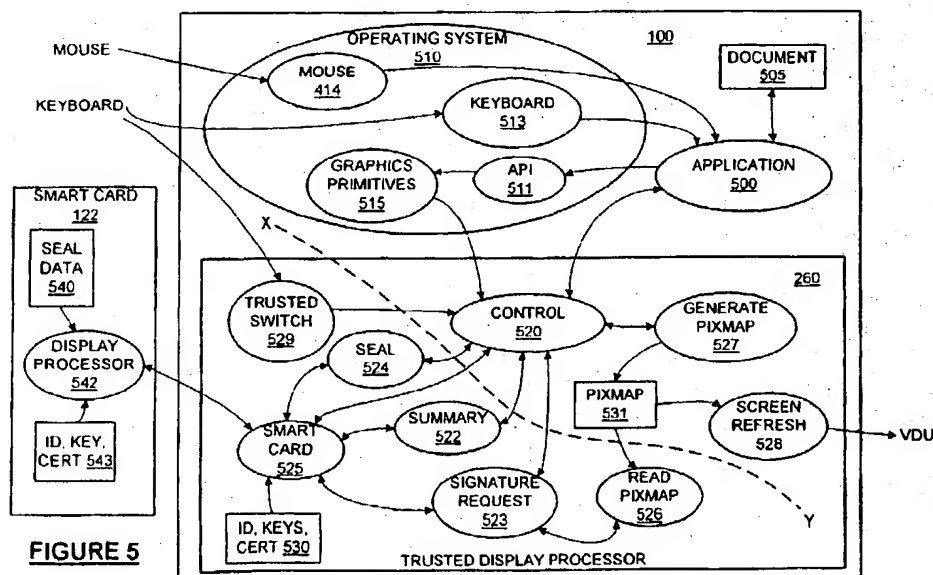 OPERATING SYSTEM
510
100
MOUSE
MOUSE
414
DOCUMENT
505
KEYBOARD
KEYBOARD
513
GRAPHICS
PRIMITIVES
515
API
511
APPLICATION
500
SMART CARD
122
SEAL
DATA
540
DISPLAY
PROCESSOR
542
ID, KEY,
CERT 543
X
260
TRUSTED
SWITCH
529
CONTROL
520
GENERATE
PIXMAP
527
SEAL
524
PIXMAP
531
SCREEN
REFRESH
528
VDU
SMART
CARD
525
SUMMARY
522
SIGNATURE
REQUEST
523
READ
PIXMAP
526
Y
ID, KEYS,
CERT 530
TRUSTED DISPLAY PROCESSOR
FIGURE 5